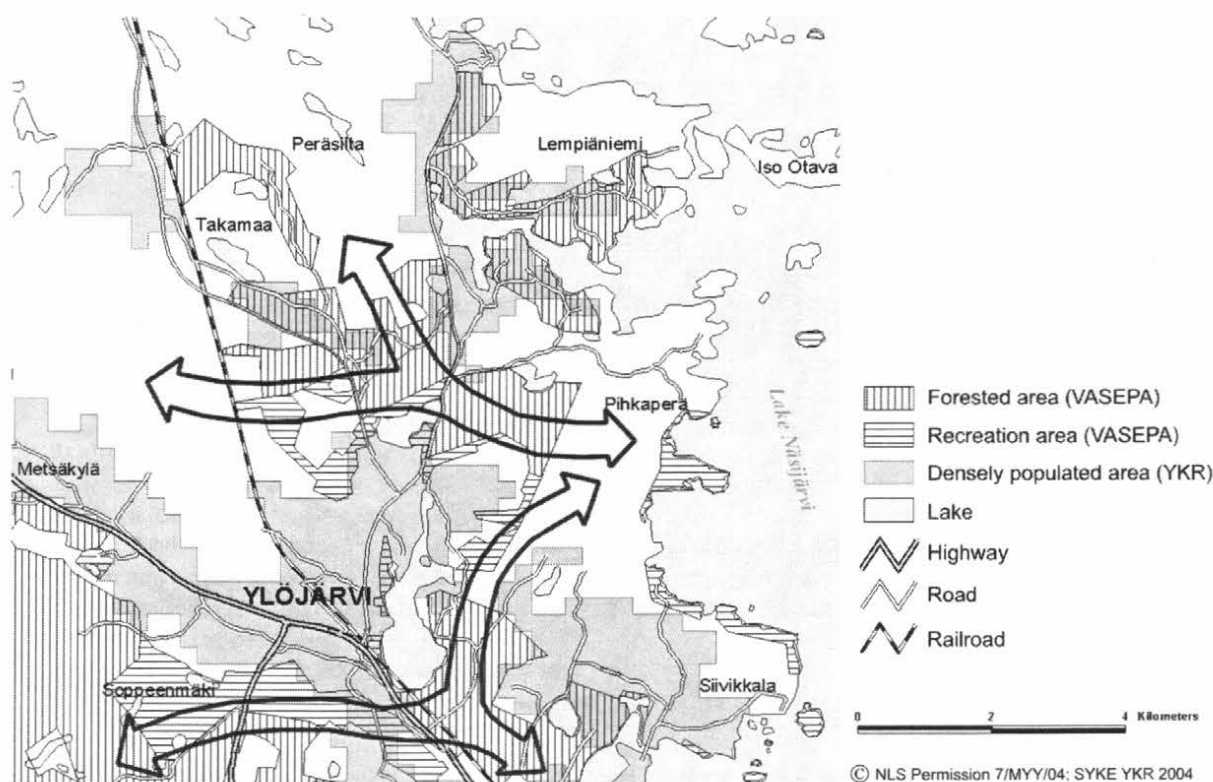 Peräsilta
Lempiäniemi
Iso Otava
Takamaa
Pihkaperä
Lake Näsijärvi
Metsäkylä
YLÖJÄRVI
Soppeenmäki
Siivikkala
Forested area (VASEPA)
Recreation area (VASEPA)
Densely populated area (YKR)
Lake
Highway
Road
Railroad
0 2 4 Kilometers
© NLS Permission 7/MYY/04; SYKE YKR 2004